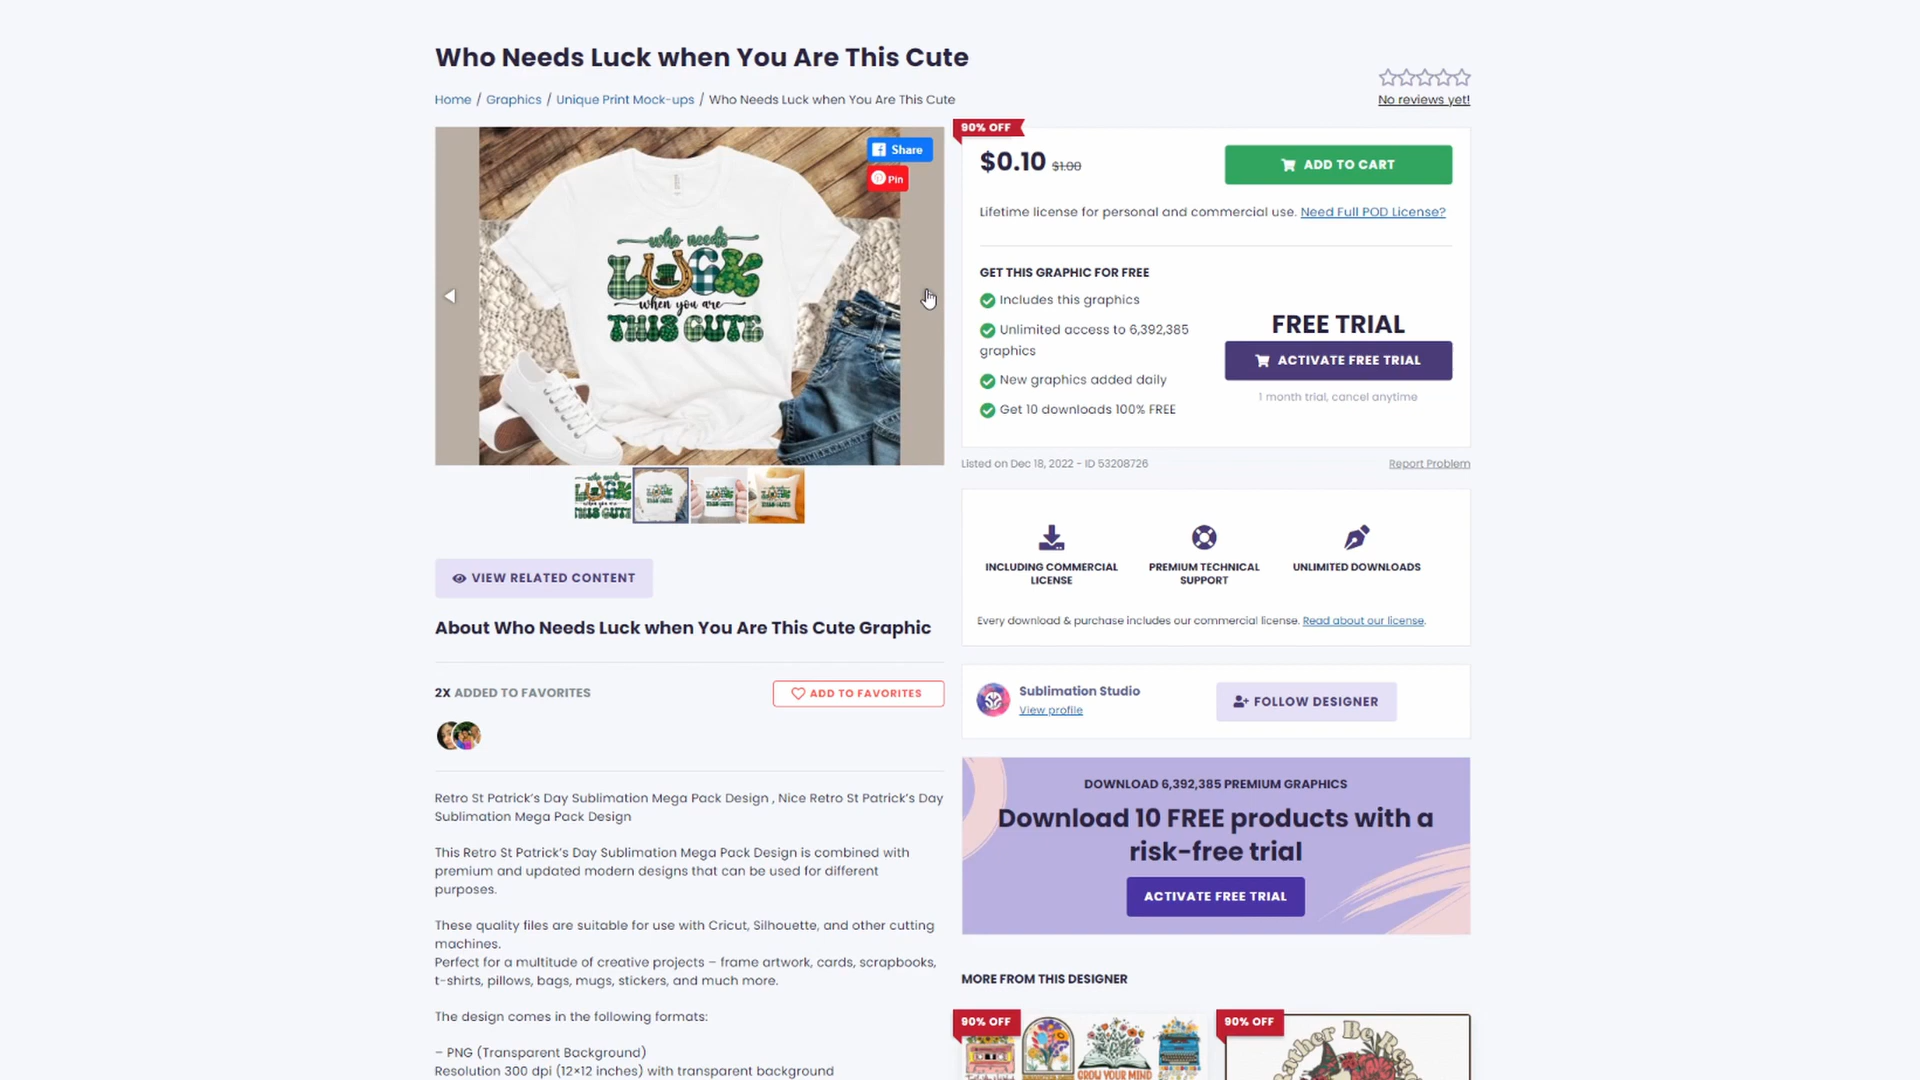 Who Needs Luck when You Are This Cute
Home / Graphics / Unique Print Mock-ups / Who Needs Luck when You Are This Cute
No reviews yet!
Share
Pin
who needs
LUCK
when you are
THIS CUTE
90% OFF
$0.10 $1.00
ADD TO CART
Lifetime license for personal and commercial use. Need Full POD License?
GET THIS GRAPHIC FOR FREE
Includes this graphics
Unlimited access to 6,392,385
graphics
New graphics added daily
Get 10 downloads 100% FREE
FREE TRIAL
ACTIVATE FREE TRIAL
1 month trial, cancel anytime
Listed on Dec 18, 2022 - ID 53208726
Report Problem
VIEW RELATED CONTENT
About Who Needs Luck when You Are This Cute Graphic
2X ADDED TO FAVORITES
ADD TO FAVORITES
Retro St Patrick's Day Sublimation Mega Pack Design , Nice Retro St Patrick's Day
Sublimation Mega Pack Design
This Retro St Patrick's Day Sublimation Mega Pack Design is combined with
premium and updated modern designs that can be used for different
purposes.
These quality files are suitable for use with Cricut, Silhouette, and other cutting
machines.
Perfect for a multitude of creative projects – frame artwork, cards, scrapbooks,
t-shirts, pillows, bags, mugs, stickers, and much more.
The design comes in the following formats:
– PNG (Transparent Background)
Resolution 300 dpi (12×12 inches) with transparent background
INCLUDING COMMERCIAL
LICENSE
PREMIUM TECHNICAL
SUPPORT
UNLIMITED DOWNLOADS
Every download & purchase includes our commercial license. Read about our license.
Sublimation Studio
View profile
FOLLOW DESIGNER
DOWNLOAD 6,392,385 PREMIUM GRAPHICS
Download 10 FREE products with a
risk-free trial
ACTIVATE FREE TRIAL
MORE FROM THIS DESIGNER
90% OFF
GROW YOUR MIND
90% OFF
Rather Be